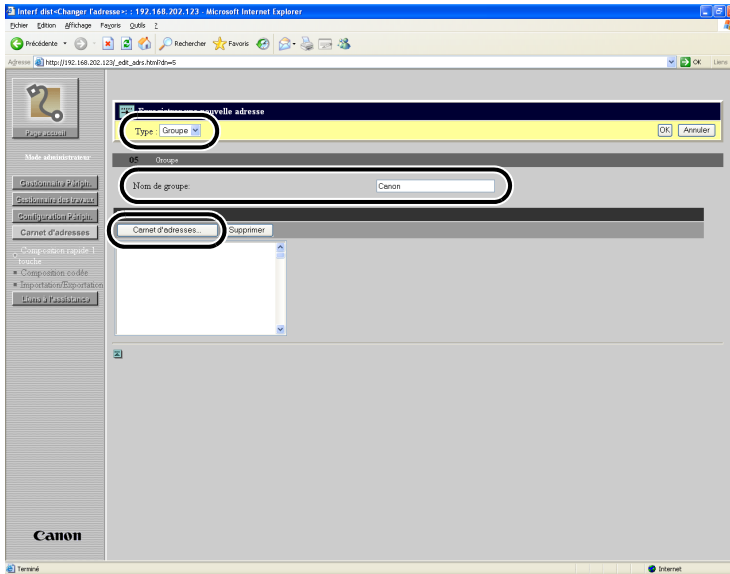 Interf dist<Changer l'adresse>: : 192.168.202.123 - Microsoft Internet Explorer
Fichier Edition Affichage Favoris Outils ?
Précédente Rechercher Favoris
Adresse http://192.168.202.123/_edit_adrs.html?dn=5 OK Liens
Enregistrer une nouvelle adresse
Page accueil
Type : Groupe OK Annuler
Mode administrateur
05 Groupe
Gestionnaire Périph.
Nom de groupe: Canon
Gestionnaire des travaux
Configuration Périph.
Carnet d'adresses
Carnet d'adresses... Supprimer
Composition rapide 1 touche
Composition codée
Importation/Exportation
Liens à l'assistance
Canon
Terminé Internet